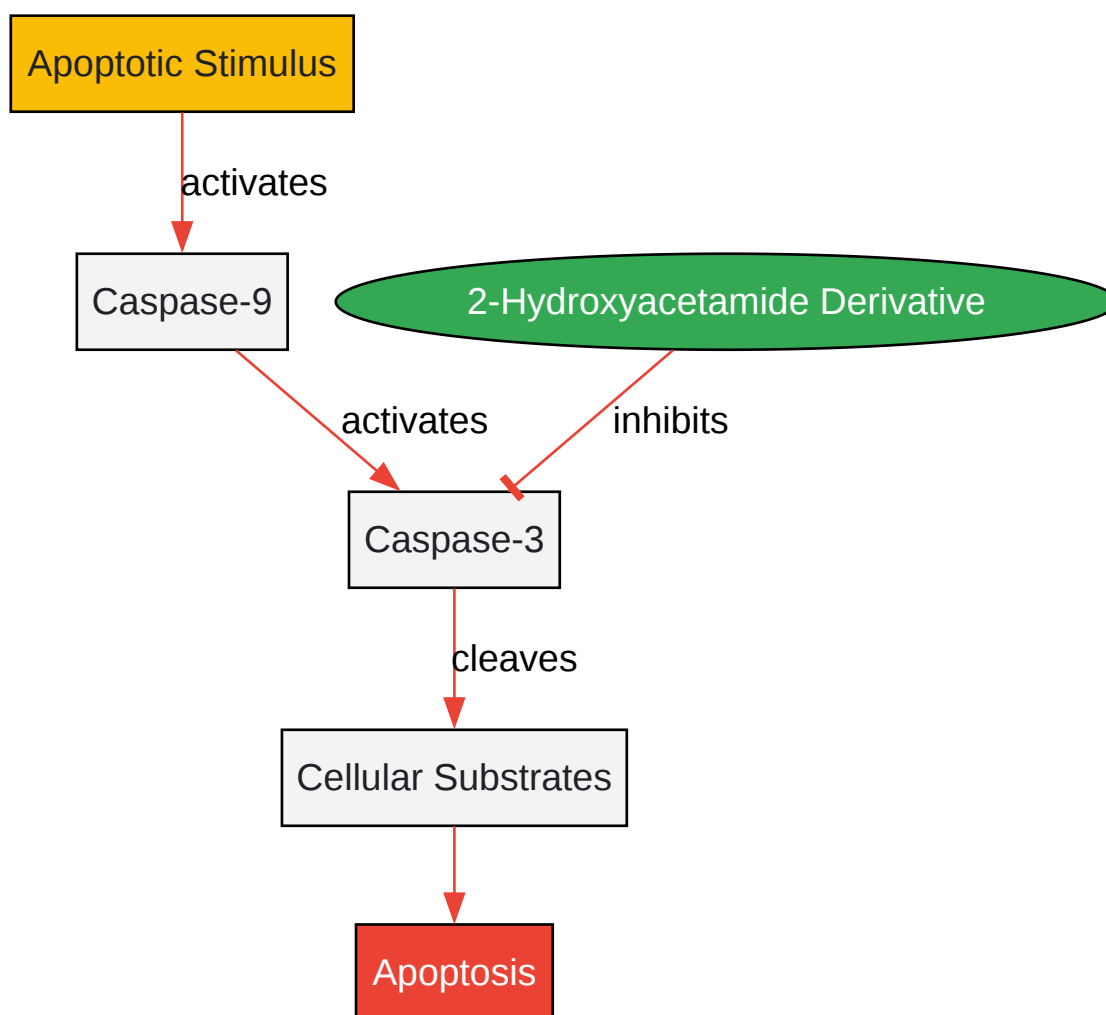 Apoptotic Stimulus
activates
Caspase-9
2-Hydroxyacetamide Derivative
activates
inhibits
Caspase-3
cleaves
Cellular Substrates
Apoptosis